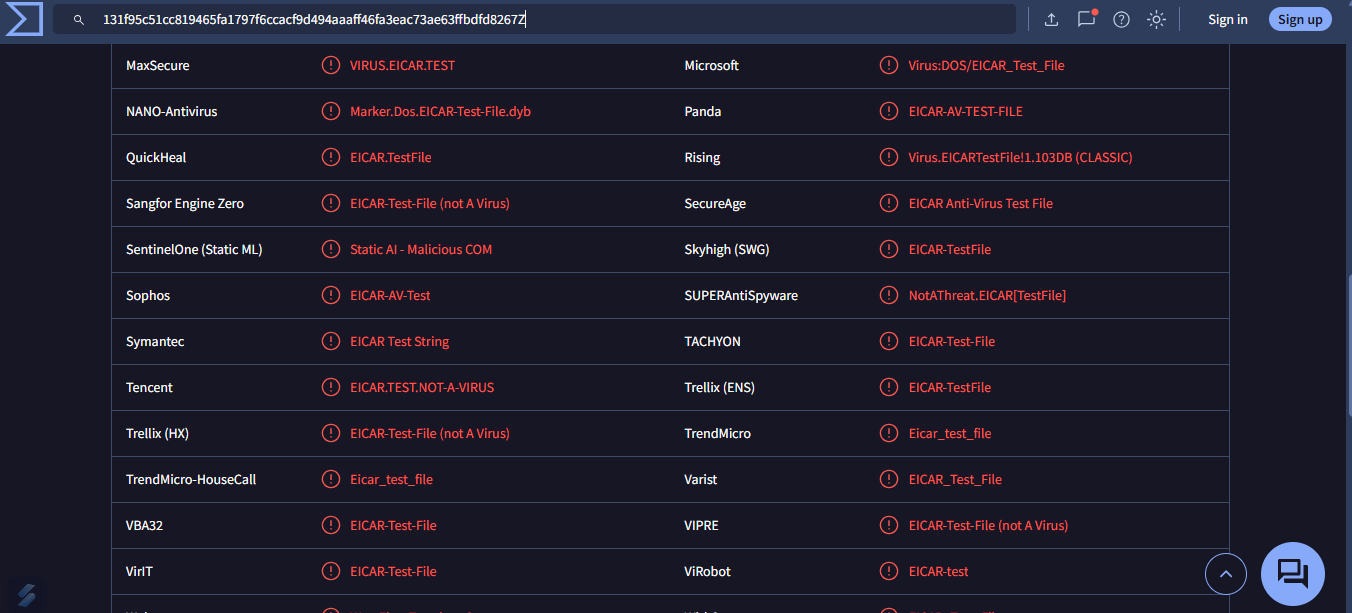 131f95c51cc819465fa1797f6ccacf9d494aaaff46fa3eac73ae63ffbdfd8267Z
Sign in
Sign up
MaxSecure VIRUS.EICAR.TEST Microsoft Virus:DOS/EICAR_Test_File
NANO-Antivirus Marker.Dos.EICAR-Test-File.dyb Panda EICAR-AV-TEST-FILE
QuickHeal EICAR.TestFile Rising Virus.EICARTestFile!1.103DB (CLASSIC)
Sangfor Engine Zero EICAR-Test-File (not A Virus) SecureAge EICAR Anti-Virus Test File
SentinelOne (Static ML) Static AI - Malicious COM Skyhigh (SWG) EICAR-TestFile
Sophos EICAR-AV-Test SUPERAntiSpyware NotAThreat.EICAR[TestFile]
Symantec EICAR Test String TACHYON EICAR-Test-File
Tencent EICAR.TEST.NOT-A-VIRUS Trellix (ENS) EICAR-TestFile
Trellix (HX) EICAR-Test-File (not A Virus) TrendMicro Eicar_test_file
TrendMicro-HouseCall Eicar_test_file Varist EICAR_Test_File
VBA32 EICAR-Test-File VIPRE EICAR-Test-File (not A Virus)
VirIT EICAR-Test-File ViRobot EICAR-test